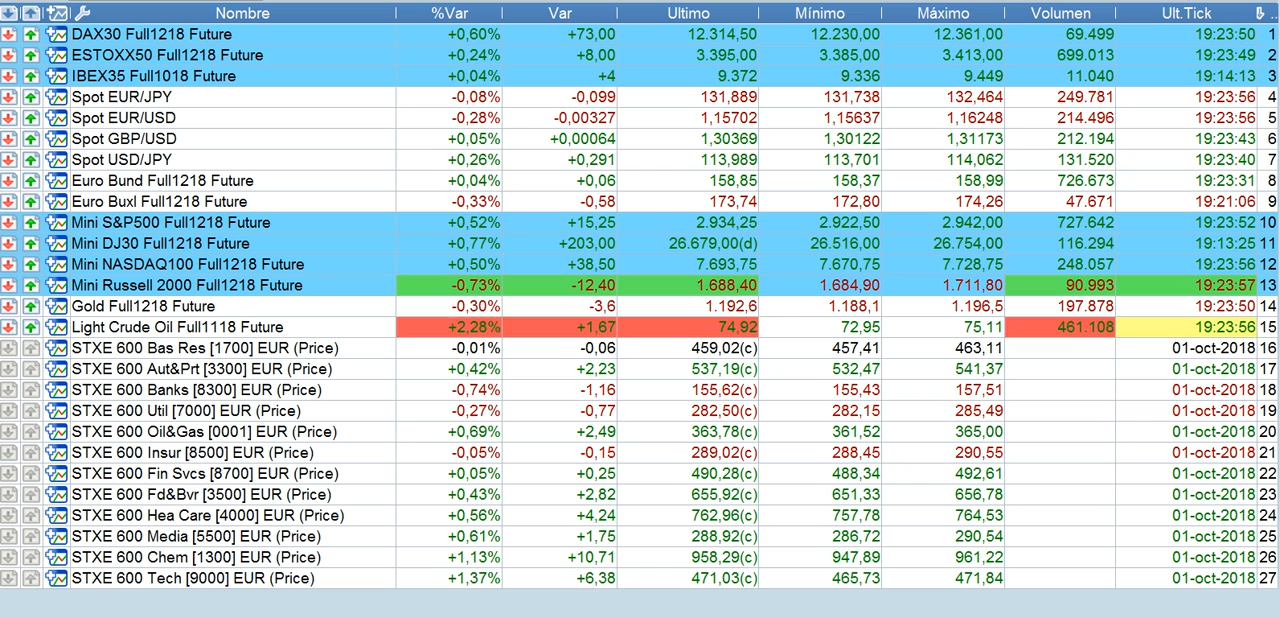 Nombre %Var Var Ultimo Mínimo Máximo Volumen Ult.Tick
DAX30 Full1218 Future +0,60% +73,00 12.314,50 12.230,00 12.361,00 69.499 19:23:50 1
ESTOXX50 Full1218 Future +0,24% +8,00 3.395,00 3.385,00 3.413,00 699.013 19:23:49 2
IBEX35 Full1018 Future +0,04% +4 9.372 9.336 9.449 11.040 19:14:13 3
Spot EUR/JPY -0,08% -0,099 131,889 131,738 132,464 249.781 19:23:56 4
Spot EUR/USD -0,28% -0,00327 1,15702 1,15637 1,16248 214.496 19:23:56 5
Spot GBP/USD +0,05% +0,00064 1,30369 1,30122 1,31173 212.194 19:23:43 6
Spot USD/JPY +0,26% +0,291 113,989 113,701 114,062 131.520 19:23:40 7
Euro Bund Full1218 Future +0,04% +0,06 158,85 158,37 158,99 726.673 19:23:31 8
Euro Buxl Full1218 Future -0,33% -0,58 173,74 172,80 174,26 47.671 19:21:06 9
Mini S&P500 Full1218 Future +0,52% +15,25 2.934,25 2.922,50 2.942,00 727.642 19:23:52 10
Mini DJ30 Full1218 Future +0,77% +203,00 26.679,00(d) 26.516,00 26.754,00 116.294 19:13:25 11
Mini NASDAQ100 Full1218 Future +0,50% +38,50 7.693,75 7.670,75 7.728,75 248.057 19:23:56 12
Mini Russell 2000 Full1218 Future -0,73% -12,40 1.688,40 1.684,90 1.711,80 90.993 19:23:57 13
Gold Full1218 Future -0,30% -3,6 1.192,6 1.188,1 1.196,5 197.878 19:23:50 14
Light Crude Oil Full1118 Future +2,28% +1,67 74,92 72,95 75,11 461.108 19:23:56 15
STXE 600 Bas Res [1700] EUR (Price) -0,01% -0,06 459,02(c) 457,41 463,11 01-oct-2018 16
STXE 600 Aut&Prt [3300] EUR (Price) +0,42% +2,23 537,19(c) 532,47 541,37 01-oct-2018 17
STXE 600 Banks [8300] EUR (Price) -0,74% -1,16 155,62(c) 155,43 157,51 01-oct-2018 18
STXE 600 Util [7000] EUR (Price) -0,27% -0,77 282,50(c) 282,15 285,49 01-oct-2018 19
STXE 600 Oil&Gas [0001] EUR (Price) +0,69% +2,49 363,78(c) 361,52 365,00 01-oct-2018 20
STXE 600 Insur [8500] EUR (Price) -0,05% -0,15 289,02(c) 288,45 290,55 01-oct-2018 21
STXE 600 Fin Svcs [8700] EUR (Price) +0,05% +0,25 490,28(c) 488,34 492,61 01-oct-2018 22
STXE 600 Fd&Bvr [3500] EUR (Price) +0,43% +2,82 655,92(c) 651,33 656,78 01-oct-2018 23
STXE 600 Hea Care [4000] EUR (Price) +0,56% +4,24 762,96(c) 757,78 764,53 01-oct-2018 24
STXE 600 Media [5500] EUR (Price) +0,61% +1,75 288,92(c) 286,72 290,54 01-oct-2018 25
STXE 600 Chem [1300] EUR (Price) +1,13% +10,71 958,29(c) 947,89 961,22 01-oct-2018 26
STXE 600 Tech [9000] EUR (Price) +1,37% +6,38 471,03(c) 465,73 471,84 01-oct-2018 27